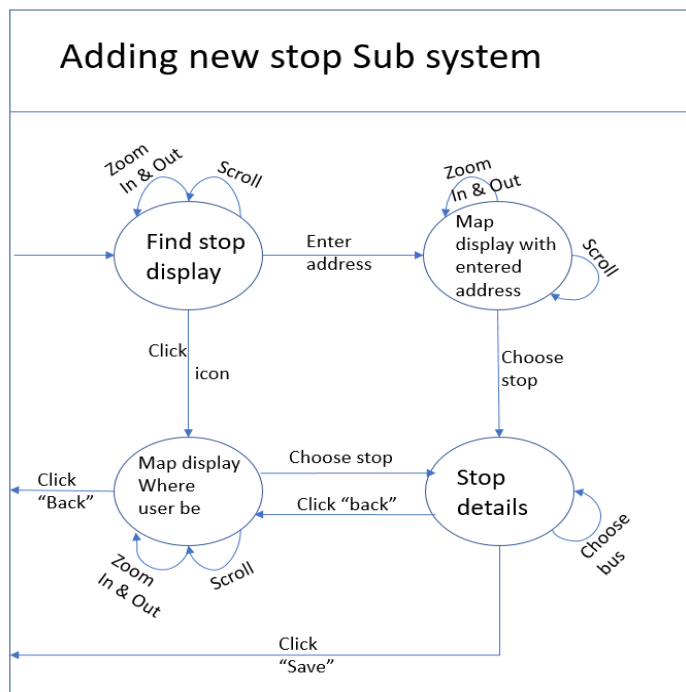 Adding new stop Sub system
Zoom
In & Out
Scroll
Zoom
In & Out
Find stop
display
Enter
address
Map
display with
entered
address
Scroll
Click
icon
Choose
stop
Map display
Where
user be
Choose stop
Stop
details
Click
“Back”
Click “back”
Choose
bus
Zoom
In & Out
Scroll
Click
“Save”